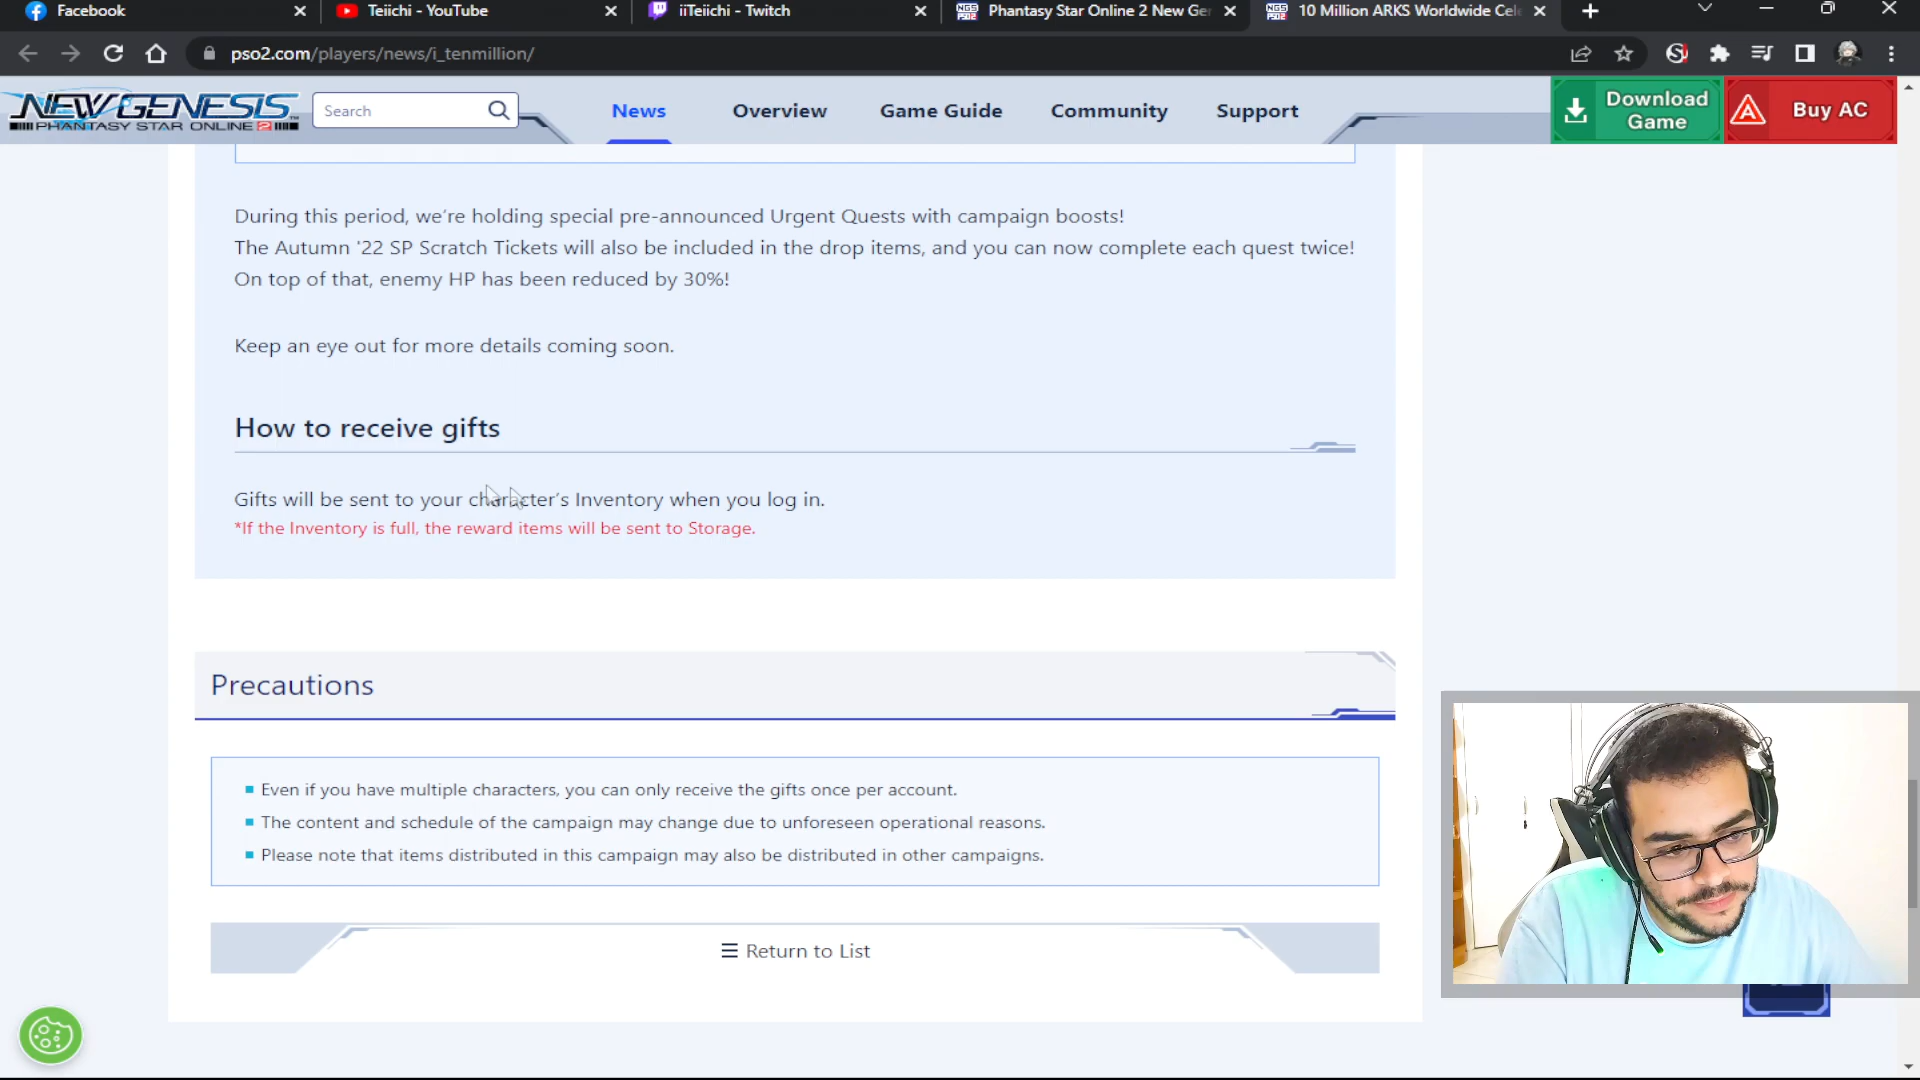 Facebook
Teiichi - YouTube
iiTeiichi - Twitch
Phantasy Star Online 2 New Ge
10 Million ARKS Worldwide Cel
pso2.com/players/news/i_tenmillion/
NEW GENESIS
PHANTASY STAR ONLINE 2
Search
News
Overview
Game Guide
Community
Support
Download Game
Buy AC
During this period, we're holding special pre-announced Urgent Quests with campaign boosts!
The Autumn '22 SP Scratch Tickets will also be included in the drop items, and you can now complete each quest twice!
On top of that, enemy HP has been reduced by 30%!
Keep an eye out for more details coming soon.
How to receive gifts
Gifts will be sent to your character's Inventory when you log in.
*If the Inventory is full, the reward items will be sent to Storage.
Precautions
Even if you have multiple characters, you can only receive the gifts once per account.
The content and schedule of the campaign may change due to unforeseen operational reasons.
Please note that items distributed in this campaign may also be distributed in other campaigns.
Return to List